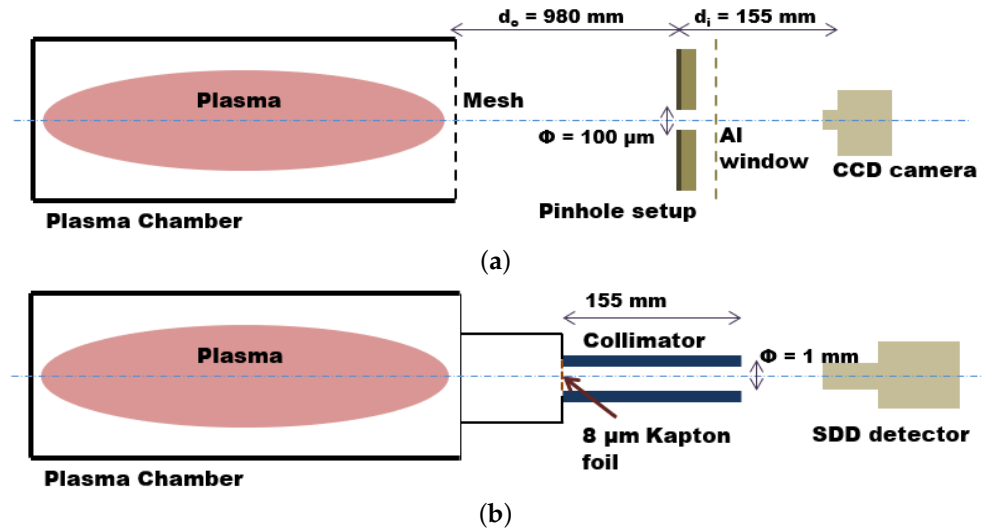 dₒ = 980 mm
dᵢ = 155 mm
Plasma
Mesh
Φ = 100 µm
Al
window
CCD camera
Pinhole setup
Plasma Chamber
(a)
155 mm
Collimator
Plasma
Φ = 1 mm
8 µm Kapton
foil
SDD detector
Plasma Chamber
(b)